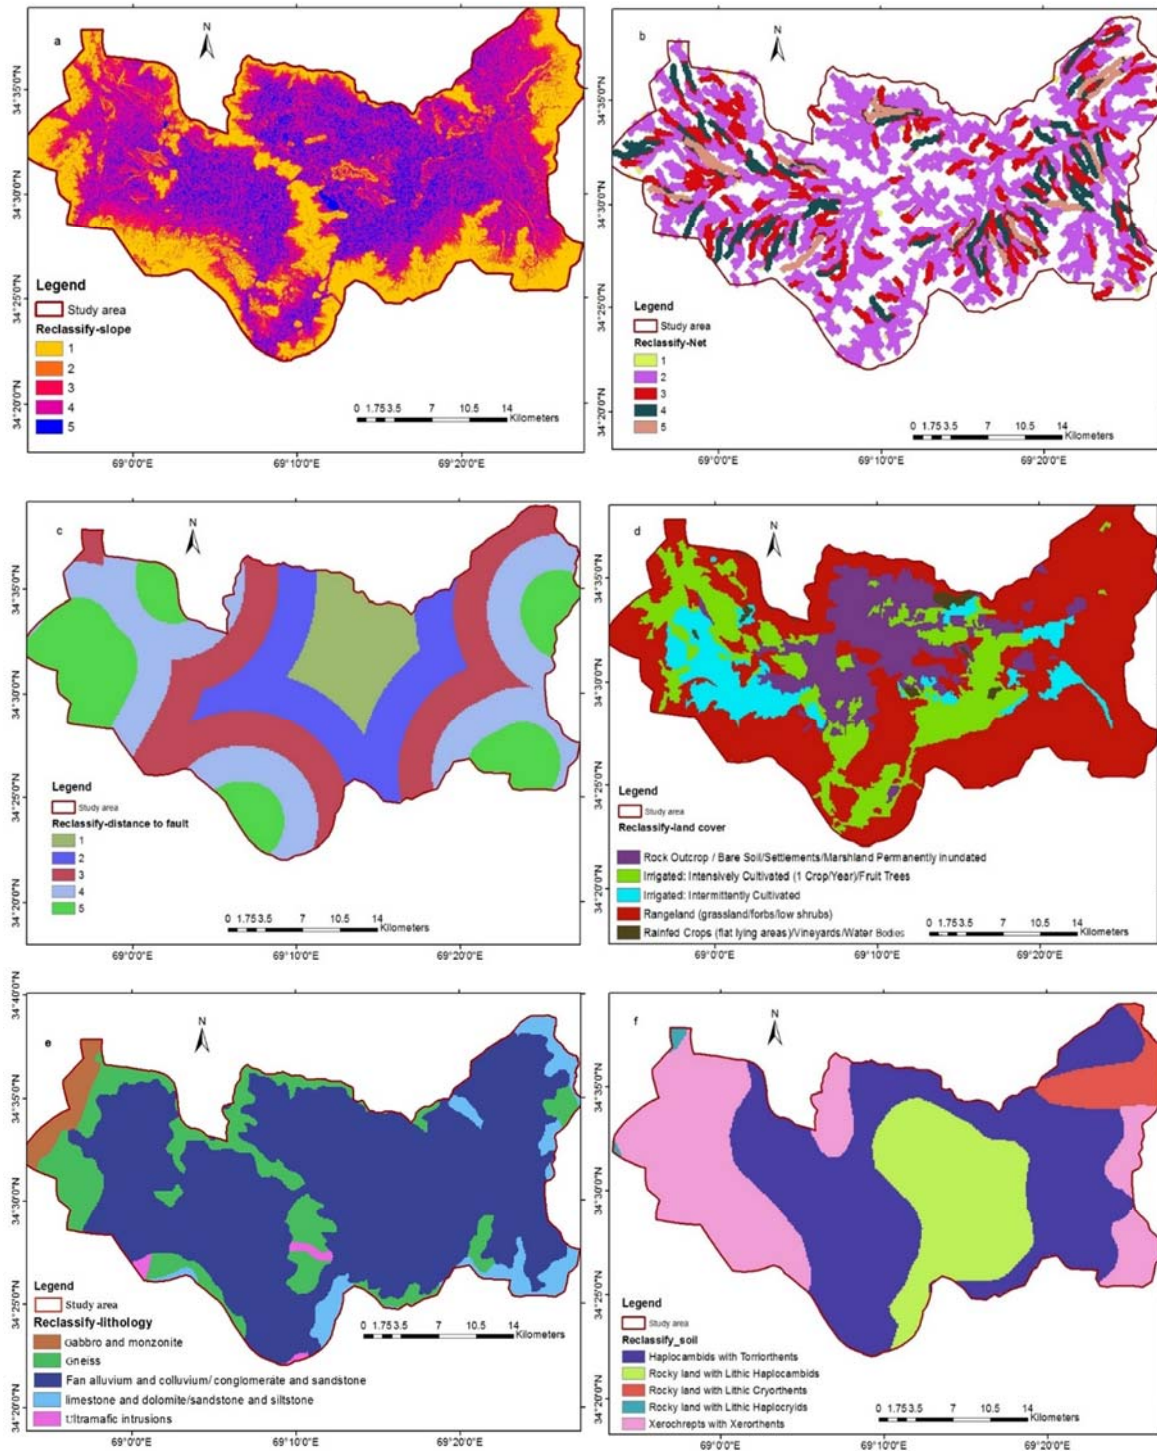 a
N
34°35'0"N
34°30'0"N
34°25'0"N
34°20'0"N
Legend
Study area
Reclassify-slope
1
2
3
4
5
0 1.75 3.5 7 10.5 14
Kilometers
69°0'0"E 69°10'0"E 69°20'0"E
b
N
34°35'0"N
34°30'0"N
34°25'0"N
34°20'0"N
Legend
Study area
Reclassify-Net
1
2
3
4
5
0 1.75 3.5 7 10.5 14
Kilometers
69°0'0"E 69°10'0"E 69°20'0"E
c
N
34°35'0"N
34°30'0"N
34°25'0"N
34°20'0"N
Legend
Study area
Reclassify-distance to fault
1
2
3
4
5
0 1.75 3.5 7 10.5 14
Kilometers
69°0'0"E 69°10'0"E 69°20'0"E
d
N
34°35'0"N
34°30'0"N
34°25'0"N
34°20'0"N
Legend
Study area
Reclassify-land cover
Rock Outcrop / Bare Soil/Settlements/Marshland Permanently inundated
Irrigated: Intensively Cultivated (1 Crop/Year)/Fruit Trees
Irrigated: Intermittently Cultivated
Rangeland (grassland/forbs/low shrubs)
Rainfed Crops (flat lying areas)/Vineyards/Water Bodies
0 1.75 3.5 7 10.5 14
Kilometers
69°0'0"E 69°10'0"E 69°20'0"E
e
N
34°40'0"N
34°35'0"N
34°30'0"N
34°25'0"N
34°20'0"N
Legend
Study area
Reclassify-lithology
Gabbro and monzonite
Gneiss
Fan alluvium and colluvium/ conglomerate and sandstone
limestone and dolomite/sandstone and siltstone
Ultramafic intrusions
0 1.75 3.5 7 10.5 14
Kilometers
69°0'0"E 69°10'0"E 69°20'0"E
f
N
34°35'0"N
34°30'0"N
34°25'0"N
34°20'0"N
Legend
Study area
Reclassify_soil
Haplocambids with Torriorthents
Rocky land with Lithic Haplocambids
Rocky land with Lithic Cryorthents
Rocky land with Lithic Haplocryids
Xerochrepts with Xerorthents
0 1.75 3.5 7 10.5 14
Kilometers
69°0'0"E 69°10'0"E 69°20'0"E